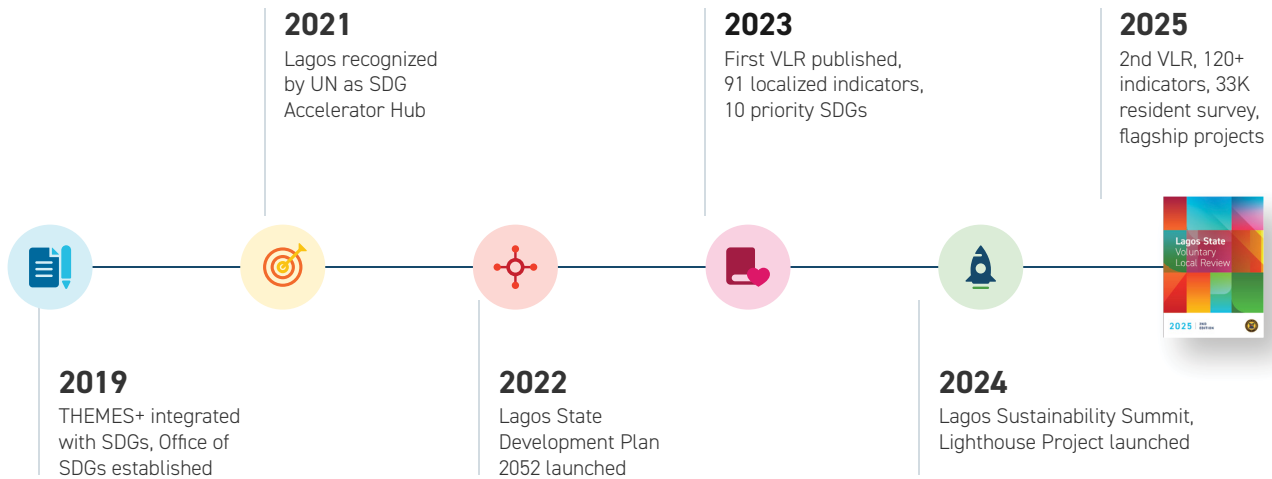 2021
Lagos recognized
by UN as SDG
Accelerator Hub
2023
First VLR published,
91 localized indicators,
10 priority SDGs
2025
2nd VLR, 120+
indicators, 33K
resident survey,
flagship projects
Lagos State
Voluntary
Local Review
2025
EDITION
2019
THEMES+ integrated
with SDGs, Office of
SDGs established
2022
Lagos State
Development Plan
2052 launched
2024
Lagos Sustainability Summit,
Lighthouse Project launched